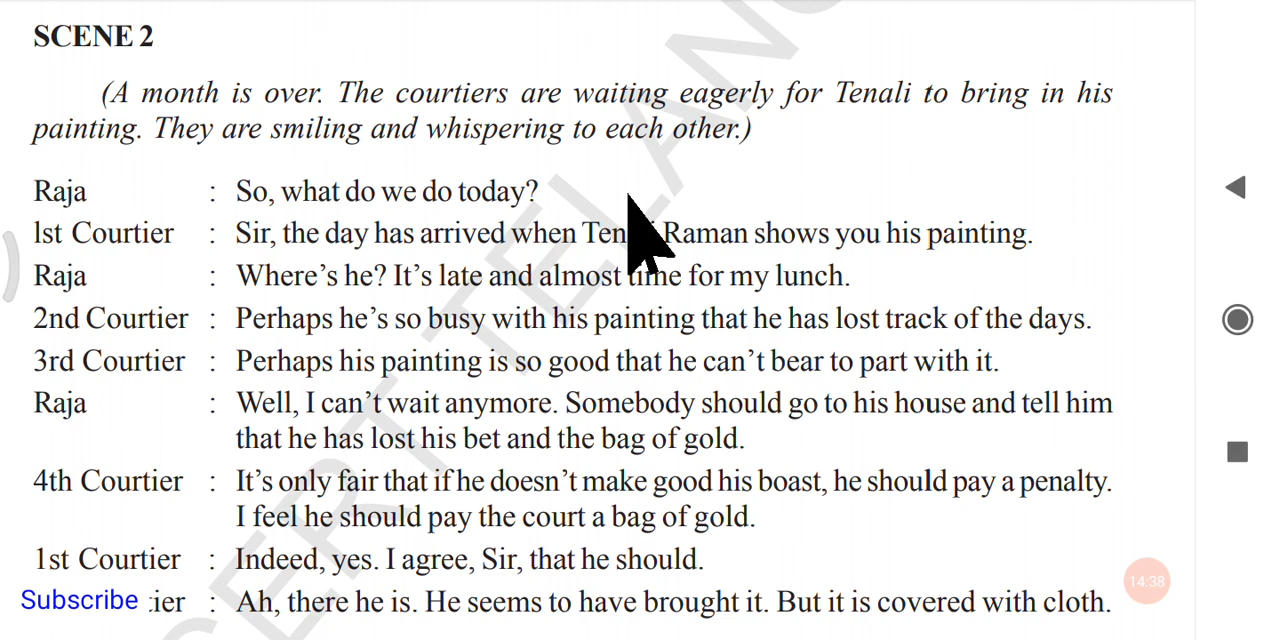 SCENE 2
(A month is over. The courtiers are waiting eagerly for Tenali to bring in his
painting. They are smiling and whispering to each other.)
Raja : So, what do we do today?
1st Courtier : Sir, the day has arrived when Raman shows you his painting.
Raja : Where's he? It's late and almost time for my lunch.
2nd Courtier : Perhaps he's so busy with his painting that he has lost track of the days.
3rd Courtier : Perhaps his painting is so good that he can't bear to part with it.
Raja : Well, I can't wait anymore. Somebody should go to his house and tell him
that he has lost his bet and the bag of gold.
4th Courtier : It's only fair that if he doesn't make good his boast, he should pay a penalty.
I feel he should pay the court a bag of gold.
1st Courtier : Indeed, yes. I agree, Sir, that he should.
Subscribe : Ah, there he is. He seems to have brought it. But it is covered with cloth.
14:38